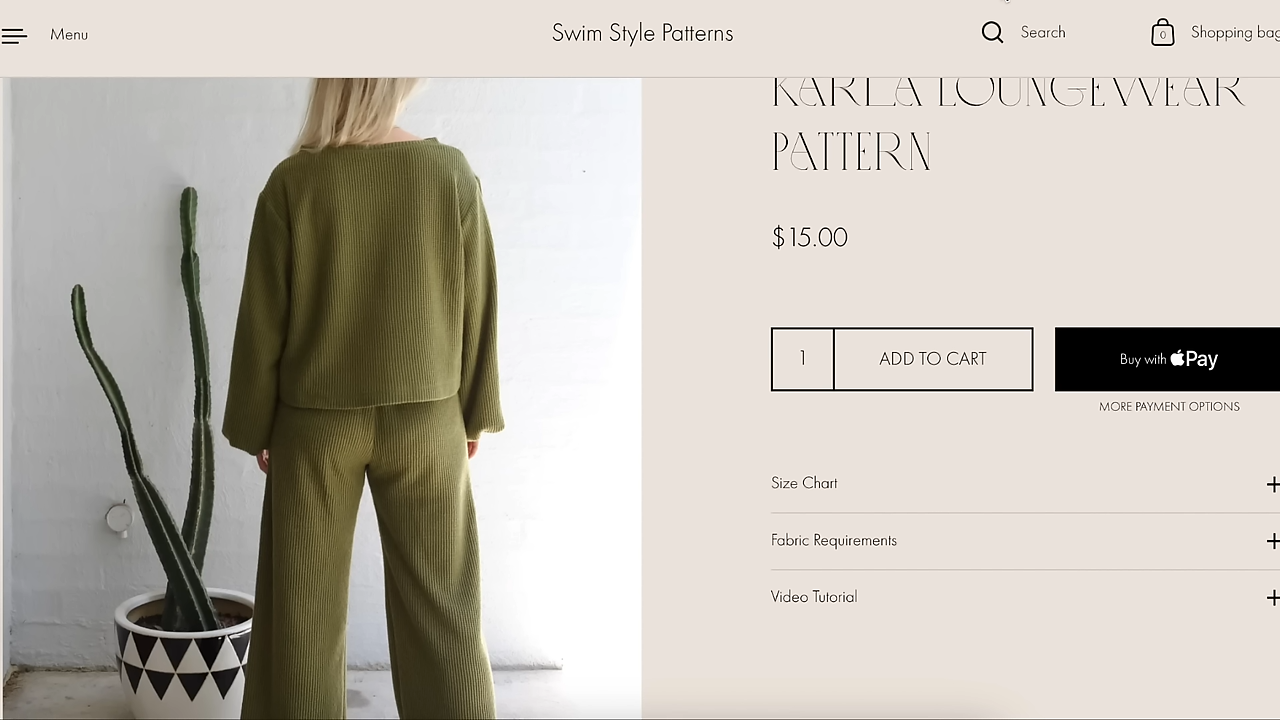 Menu
Swim Style Patterns
Search
0
Shopping bag
KARLA LOUNGEWEAR
PATTERN
$15.00
1
ADD TO CART
Buy with Pay
MORE PAYMENT OPTIONS
Size Chart
Fabric Requirements
Video Tutorial